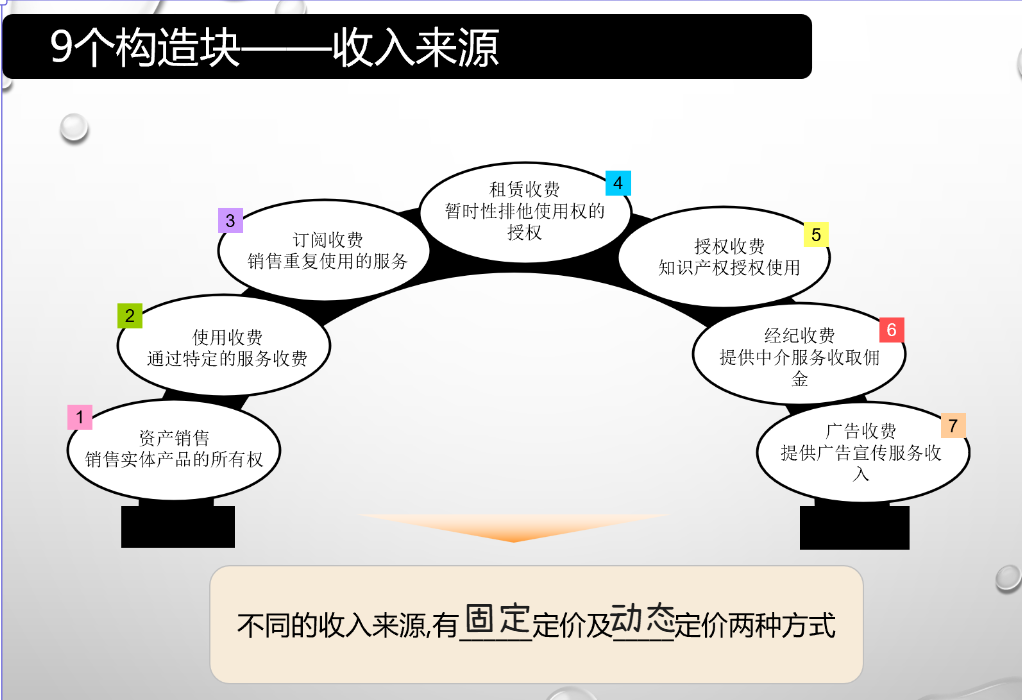 9个构造块——收入来源
1
资产销售
销售实体产品的所有权
2
使用收费
通过特定的服务收费
3
订阅收费
销售重复使用的服务
4
租赁收费
暂时性排他使用权的
授权
5
授权收费
知识产权授权使用
6
经纪收费
提供中介服务收取佣
金
7
广告收费
提供广告宣传服务收
入
不同的收入来源,有固定定价及动态定价两种方式